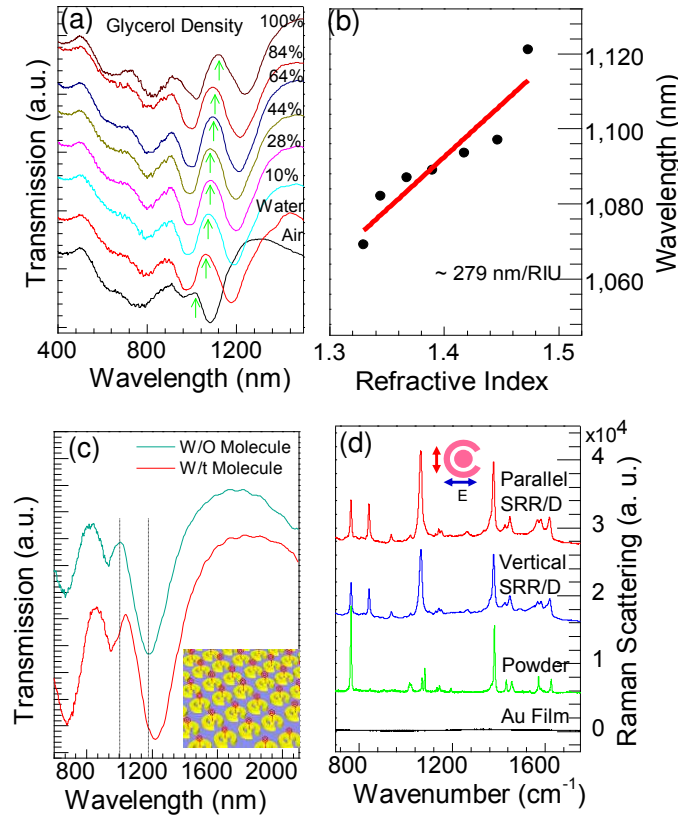 (a)
Glycerol Density
100%
84%
64%
44%
28%
10%
Water
Air
Transmission (a.u.)
400 800 1200
Wavelength (nm)
(b)
1,120
1,100
1,080
1,060
Wavelength (nm)
~ 279 nm/RIU
1.3 1.4 1.5
Refractive Index
(c)
W/O Molecule
W/t Molecule
Transmission (a. u.)
800 1200 1600 2000
Wavelength (nm)
(d)
E
x10⁴
4
3
2
1
0
Parallel
SRR/D
Vertical
SRR/D
Powder
Au Film
Raman Scattering (a. u.)
800 1200 1600
Wavenumber (cm⁻¹)